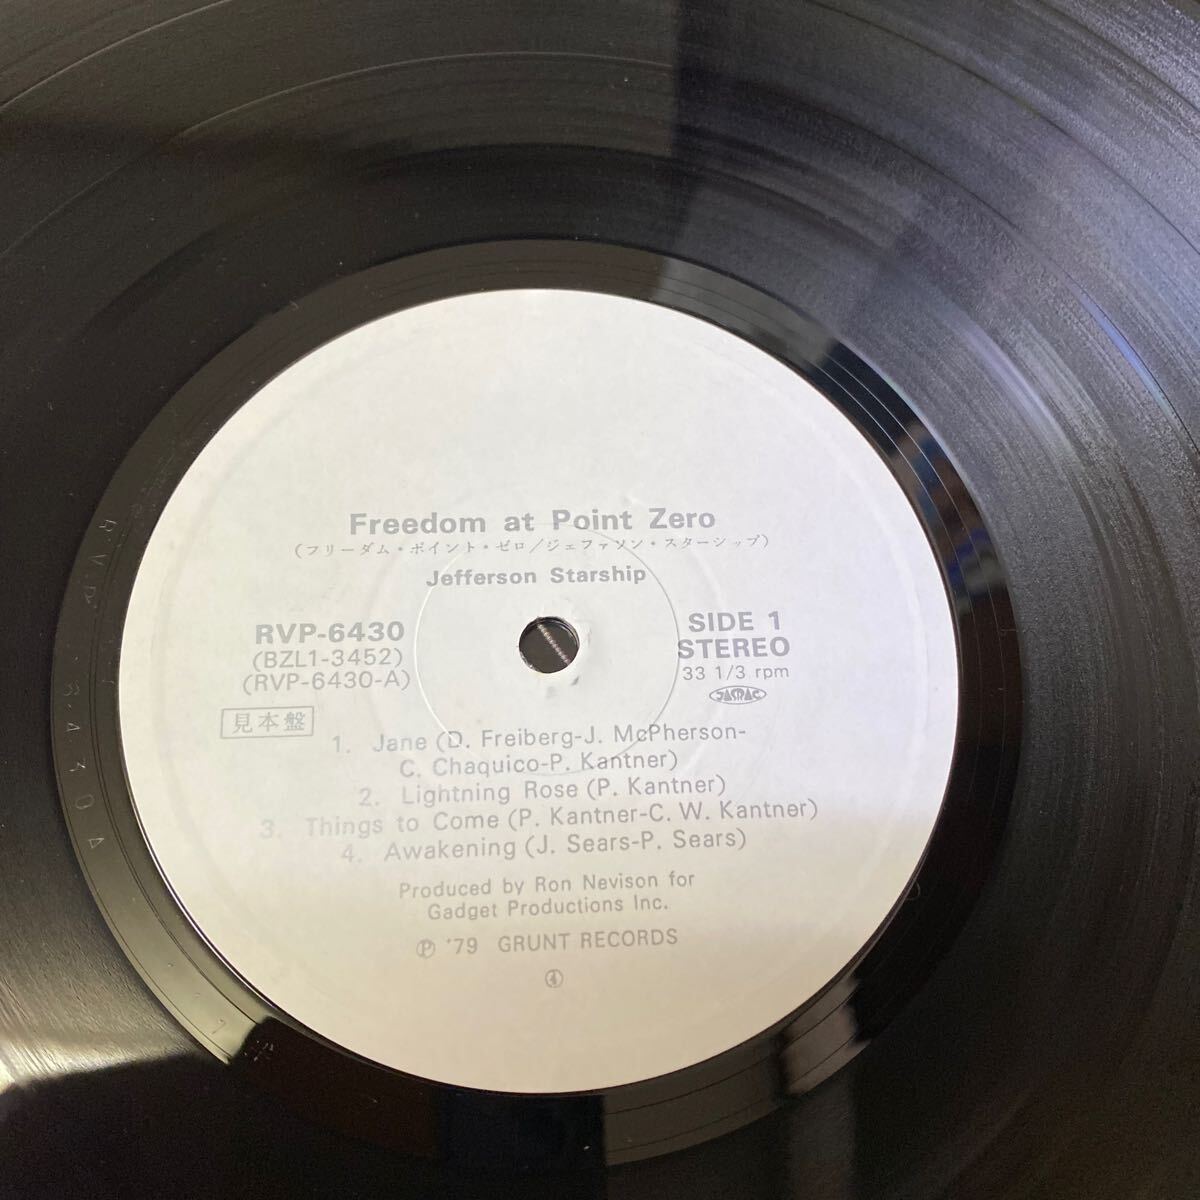 Freedom at Point Zero
(フリーダム・ポイント・ゼロ/ジェファソン・スターシップ)
Jefferson Starship
RVP-6430
(BZL1-3452)
(RVP-6430-A)
見本盤
SIDE 1
STEREO
33 1/3 rpm
JASRAC
1. Jane (D. Freiberg-J. McPherson-
C. Chaquico-P. Kantner)
2. Lightning Rose (P. Kantner)
3. Things to Come (P. Kantner-C. W. Kantner)
4. Awakening (J. Sears-P. Sears)
Produced by Ron Nevison for
Gadget Productions Inc.
℗ '79 GRUNT RECORDS